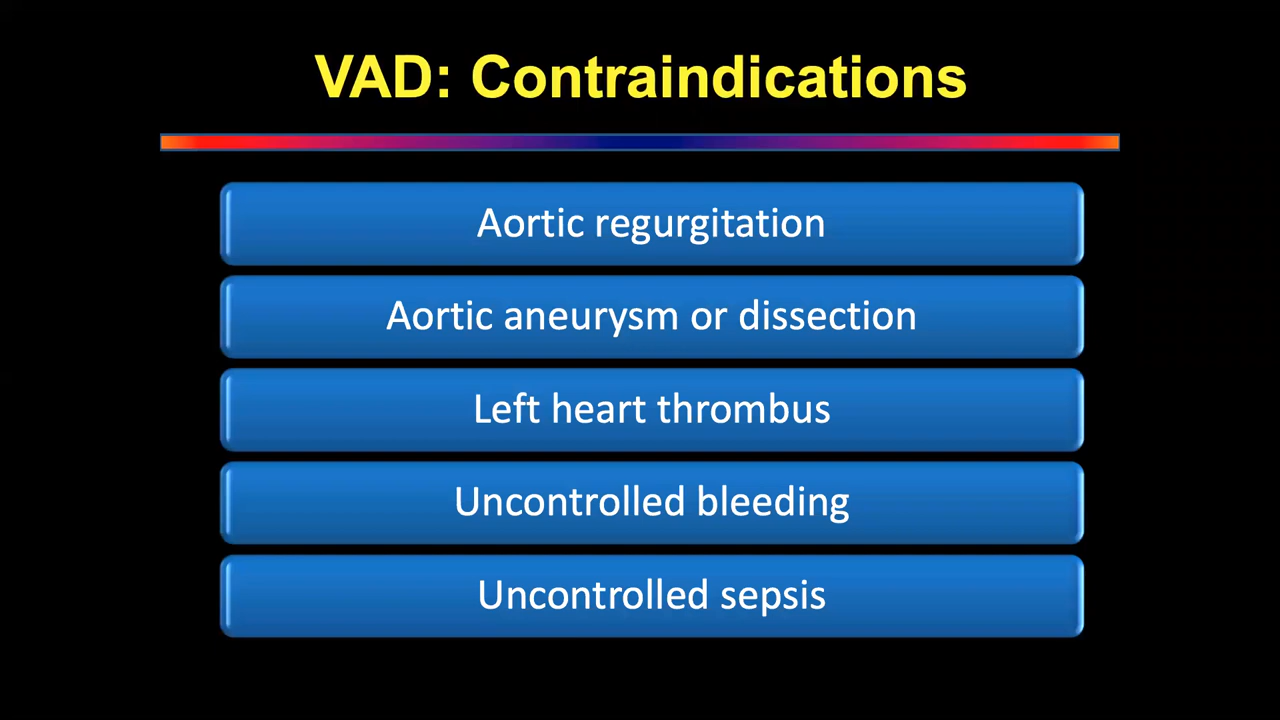 VAD: Contraindications
Aortic regurgitation
Aortic aneurysm or dissection
Left heart thrombus
Uncontrolled bleeding
Uncontrolled sepsis